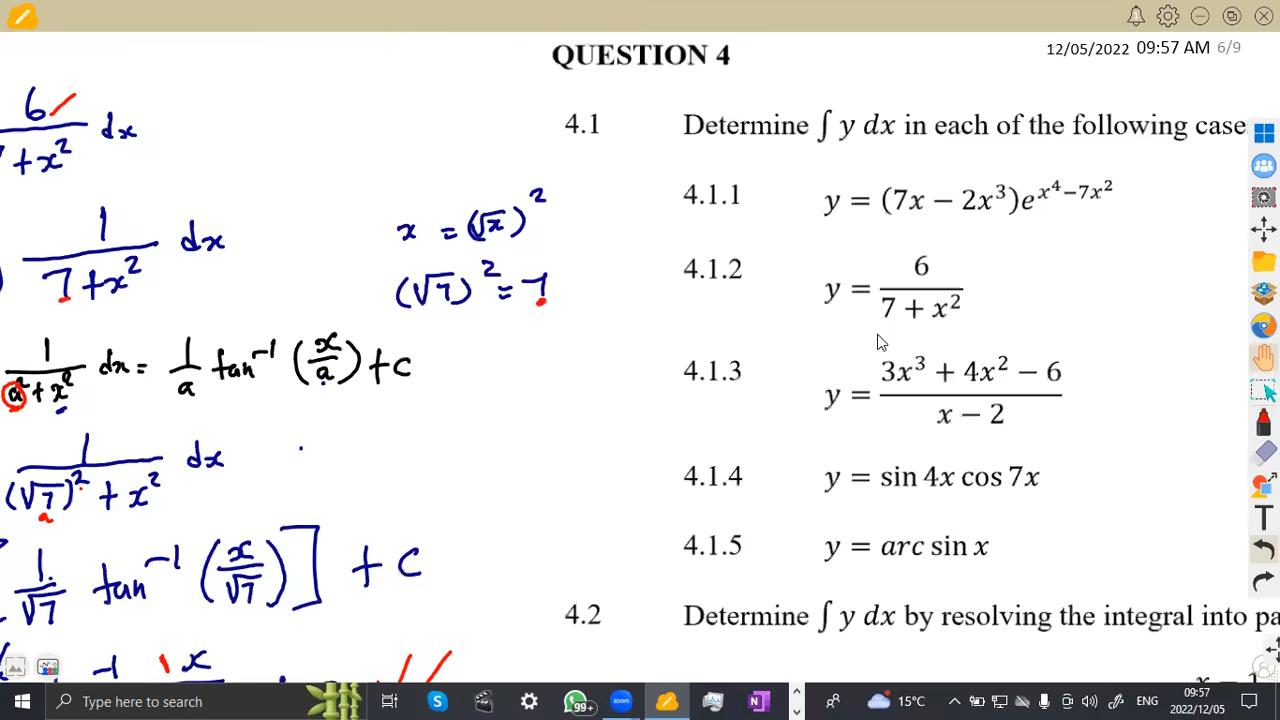 12/05/2022 09:57 AM 6/9
QUESTION 4
4.1 Determine ∫ y dx in each of the following case
4.1.1 y = (7x − 2x³)e^{x⁴−7x²}
4.1.2 y = 6 / (7 + x²)
4.1.3 y = (3x³ + 4x² − 6) / (x − 2)
4.1.4 y = sin 4x cos 7x
4.1.5 y = arc sin x
4.2 Determine ∫ y dx by resolving the integral into pa
6 / + x² dx
1 / (7 + x²) dx
x = (√x)²
(√7)² = 7
1 / (a² + x²) dx = 1/a tan⁻¹ (x/a) + C
1 / ((√7)² + x²) dx
1/√7 tan⁻¹ (x/√7)] + C
−1 x
Type here to search
99+
zoom
15°C
ENG
09:57
2022/12/05